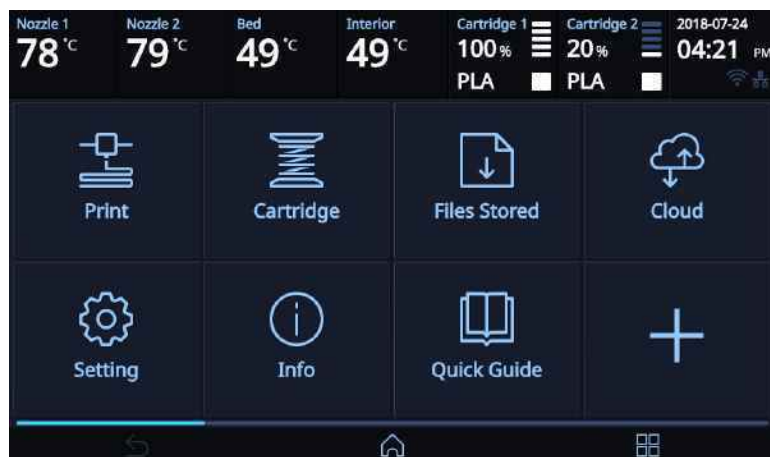 Nozzle 1 Nozzle 2 Bed Interior Cartridge 1 Cartridge 2 2018-07-24
78 °C 79 °C 49 °C 49 °C 100 % 20 % 04:21 PM
PLA PLA
Print Cartridge Files Stored Cloud
Setting Info Quick Guide